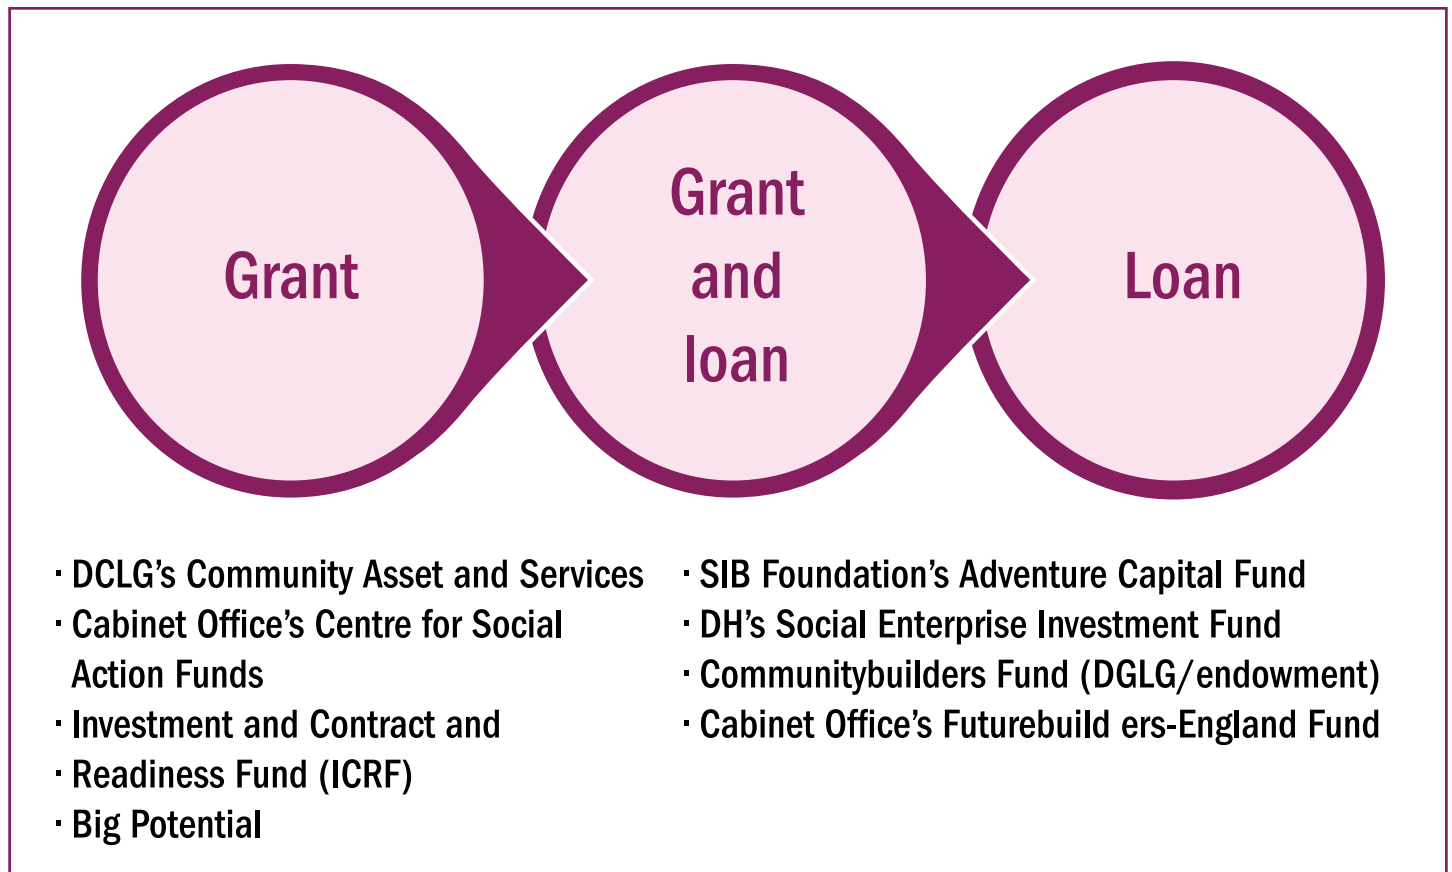 Grant
Grant
and
loan
Loan
· DCLG's Community Asset and Services
· Cabinet Office's Centre for Social
Action Funds
· Investment and Contract and
· Readiness Fund (ICRF)
· Big Potential
· SIB Foundation's Adventure Capital Fund
· DH's Social Enterprise Investment Fund
· Communitybuilders Fund (DGLG/endowment)
· Cabinet Office's Futurebuild ers-England Fund